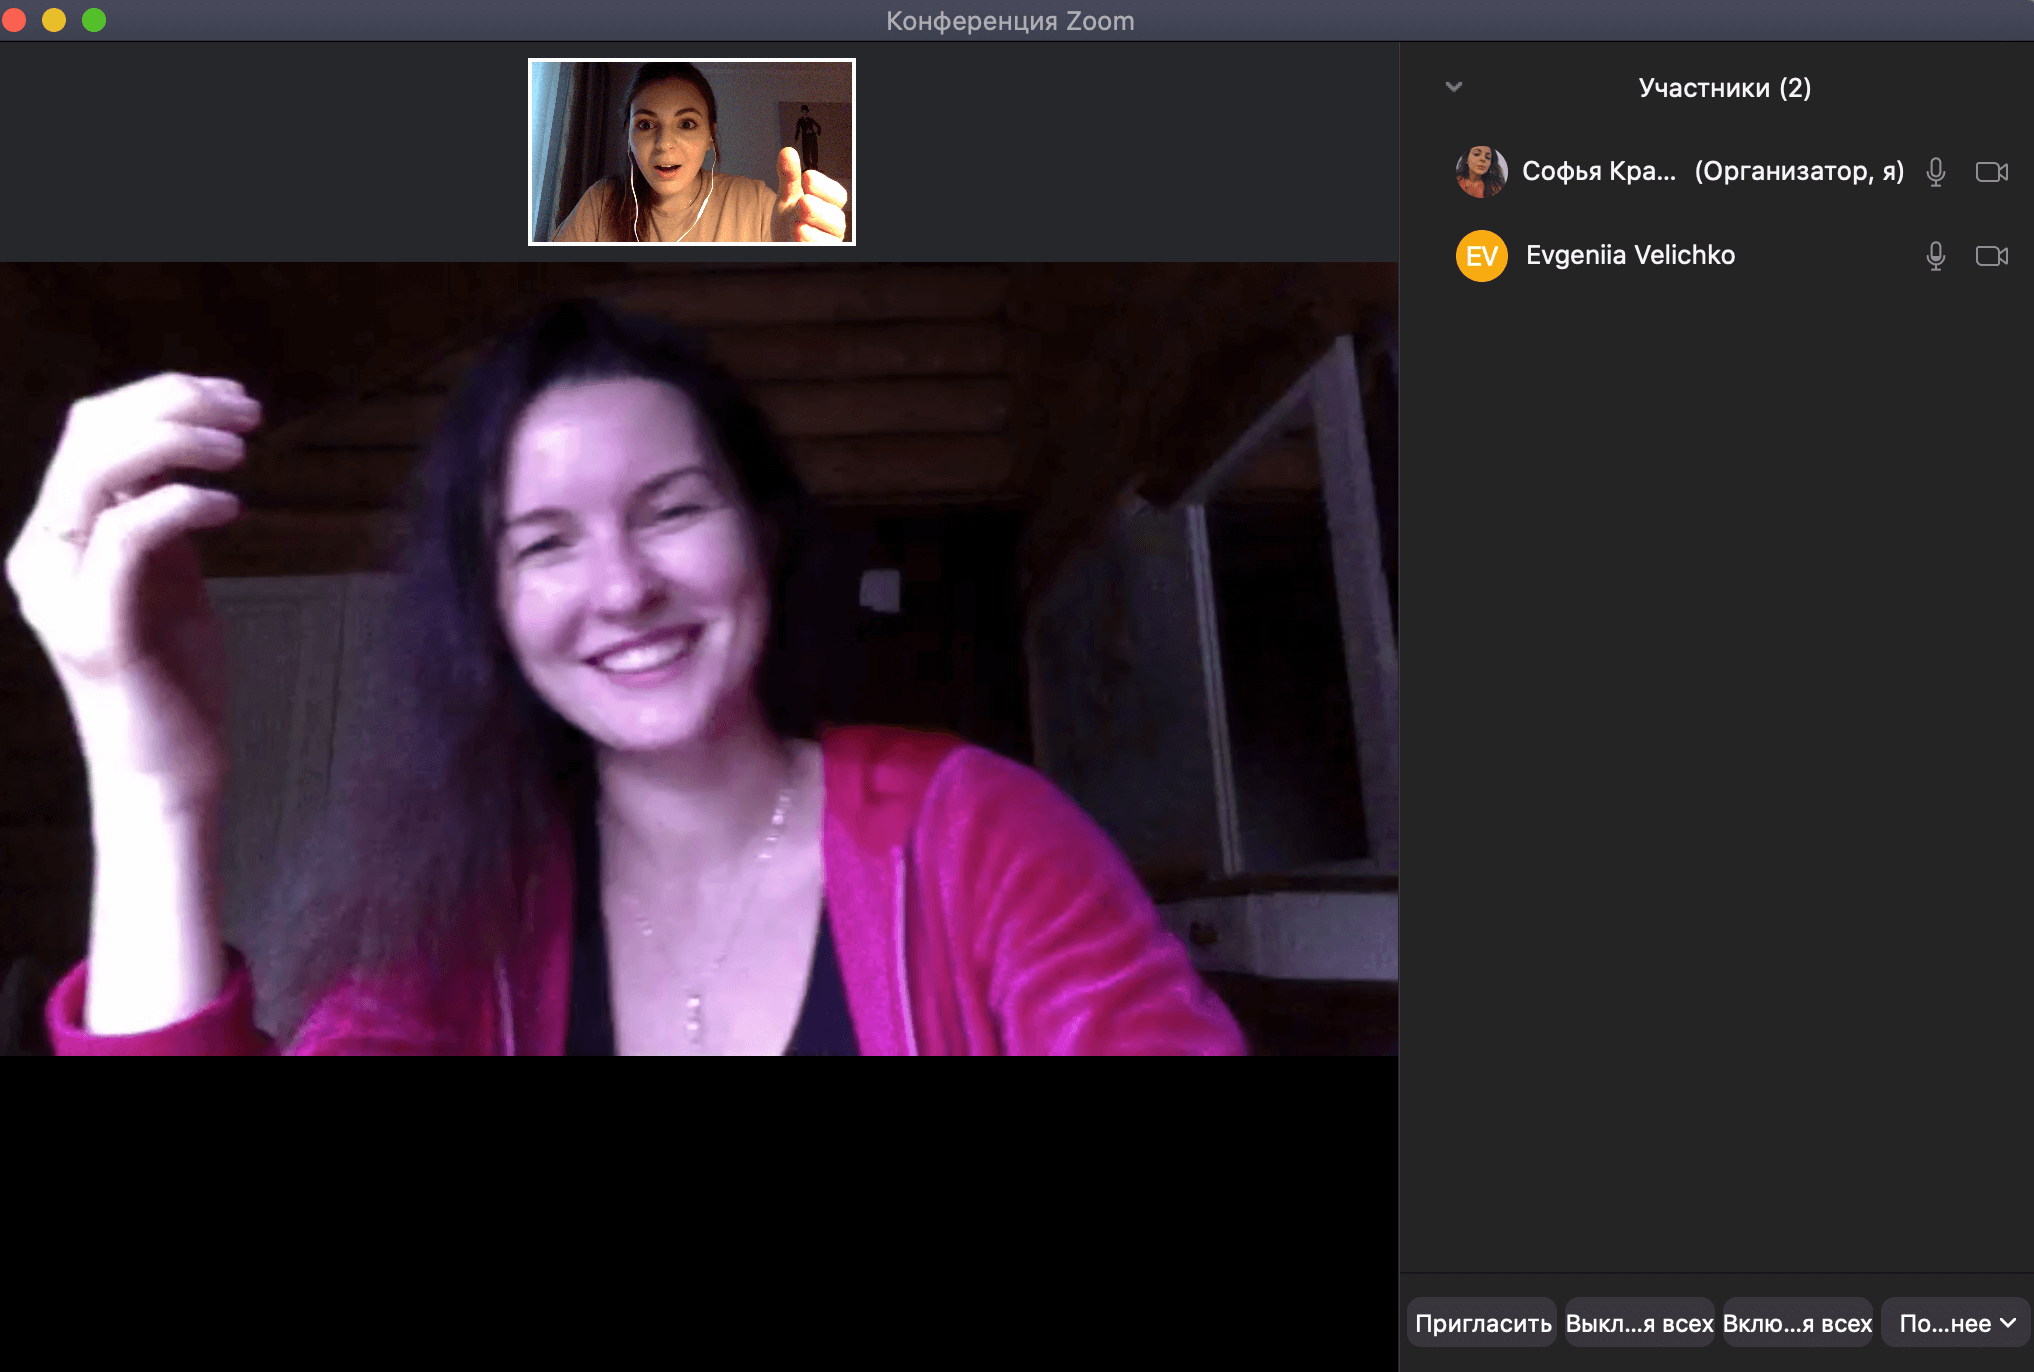 Конференция Zoom
Участники (2)
Софья Кра... (Организатор, я)
EV Evgeniia Velichko
Пригласить Выкл...я всех Вклю...я всех По...нее